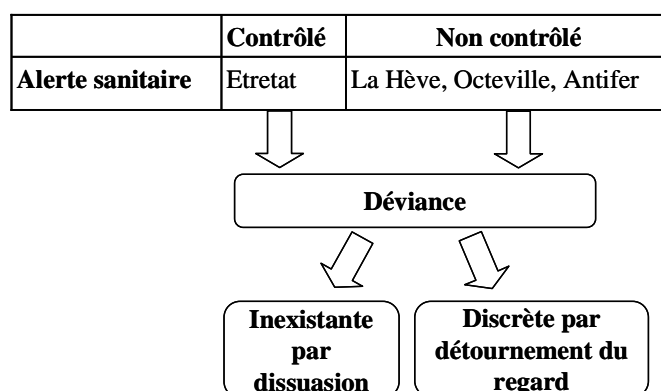 Contrôlé Non contrôlé
Alerte sanitaire Etretat La Hève, Octeville, Antifer
Déviance
Inexistante
par
dissuasion
Discrète par
détournement du
regard